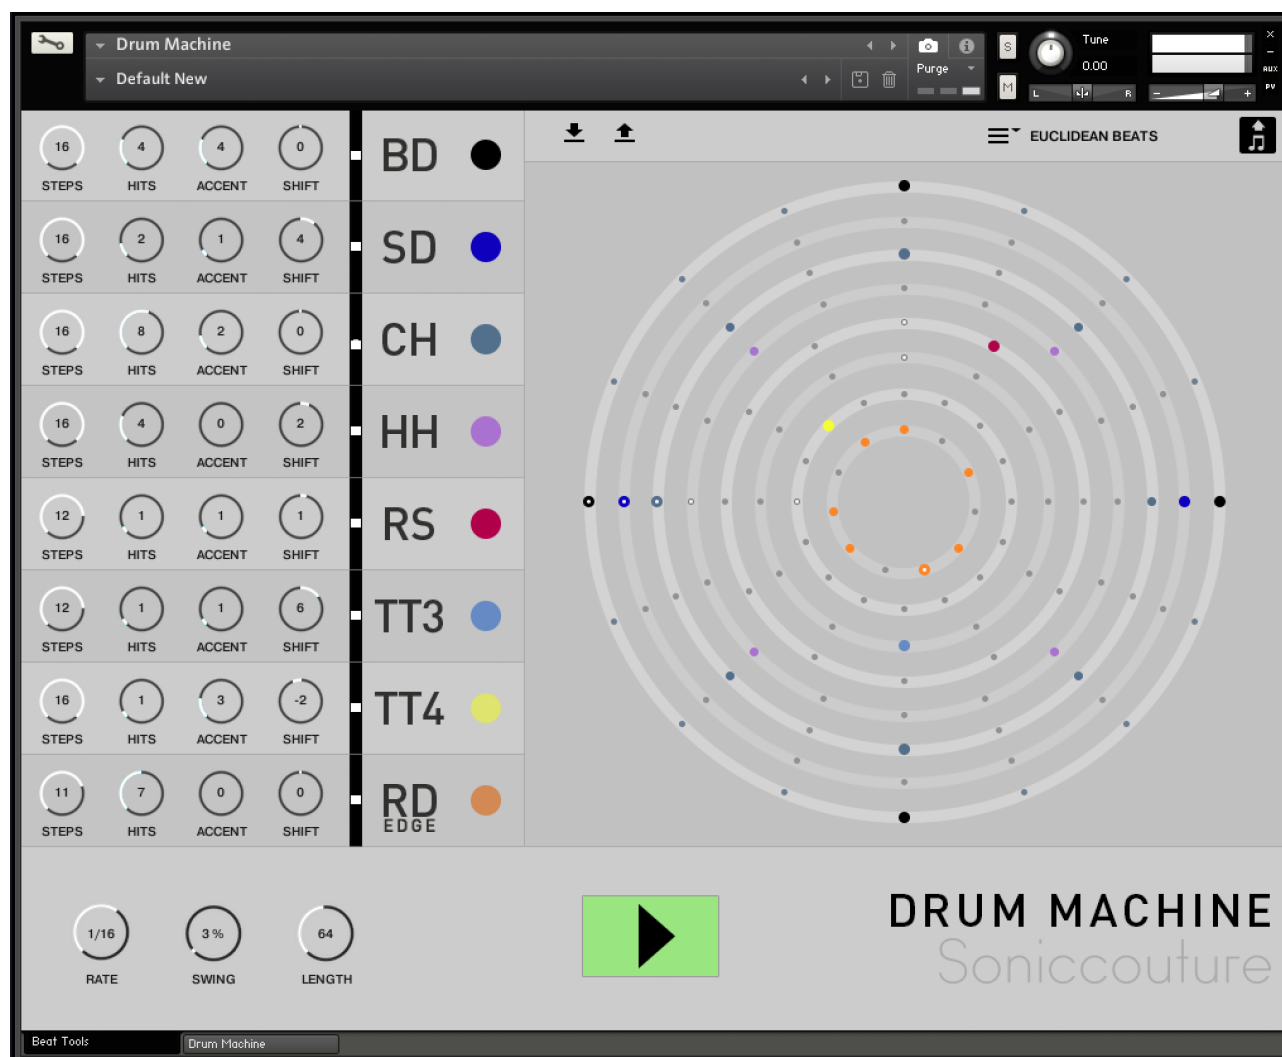 Drum Machine
Default New
Purge
S
M
Tune
0.00
L R
- +
×
–
AUX
PV
EUCLIDEAN BEATS
16 4 4 0
STEPS HITS ACCENT SHIFT
BD
16 2 1 4
STEPS HITS ACCENT SHIFT
SD
16 8 2 0
STEPS HITS ACCENT SHIFT
CH
16 4 0 2
STEPS HITS ACCENT SHIFT
HH
12 1 1 1
STEPS HITS ACCENT SHIFT
RS
12 1 1 6
STEPS HITS ACCENT SHIFT
TT3
16 1 3 -2
STEPS HITS ACCENT SHIFT
TT4
11 7 0 0
STEPS HITS ACCENT SHIFT
RD
EDGE
1/16 3 % 64
RATE SWING LENGTH
DRUM MACHINE
Soniccouture
Beat Tools
Drum Machine